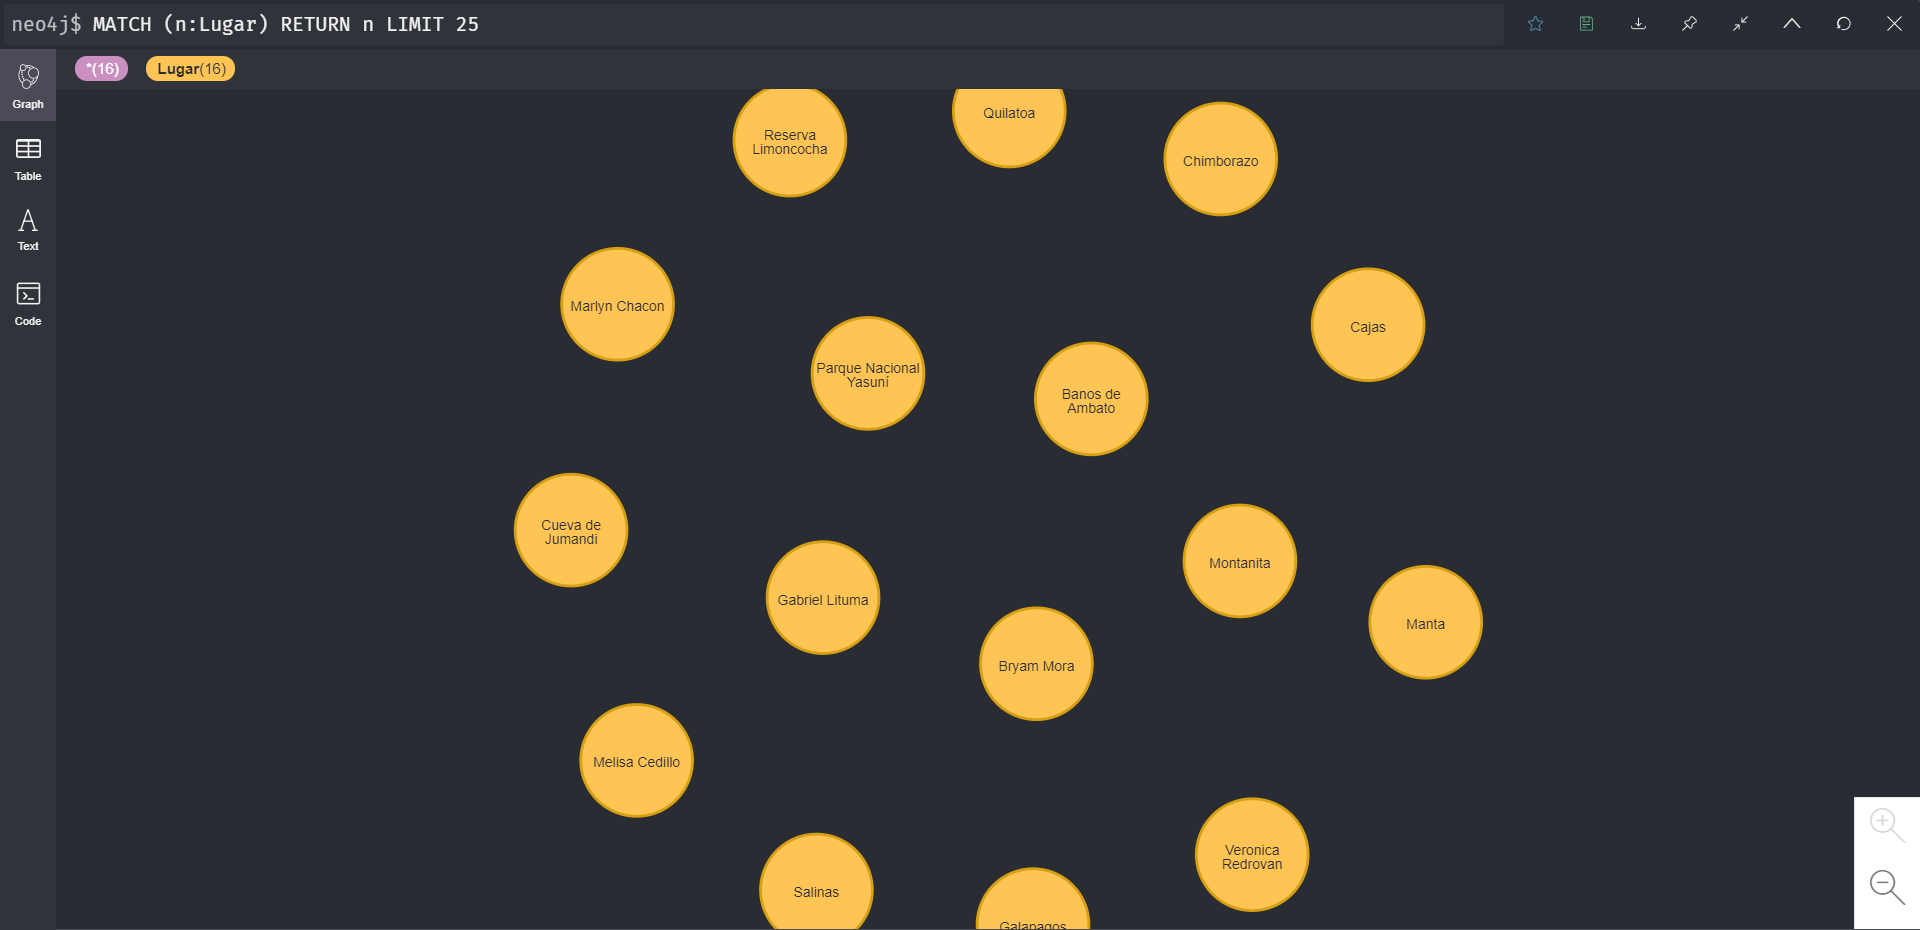 neo4j$ MATCH (n:Lugar) RETURN n LIMIT 25
*(16)
Lugar(16)
Graph
Table
Text
Code
Reserva
Limoncocha
Quilatoa
Chimborazo
Marlyn Chacon
Parque Nacional
Yasuní
Banos de
Ambato
Cajas
Cueva de
Jumandi
Gabriel Lituma
Bryam Mora
Montanita
Manta
Melisa Cedillo
Salinas
Galapagos
Veronica
Redrovan